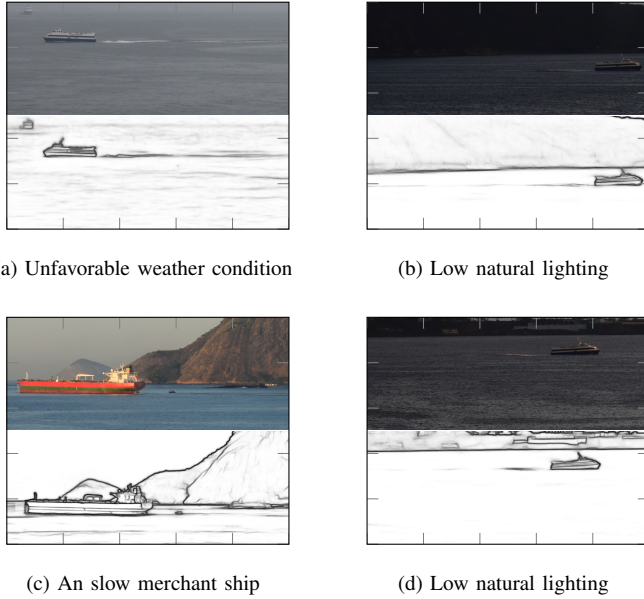 a) Unfavorable weather condition
(b) Low natural lighting
(c) An slow merchant ship
(d) Low natural lighting